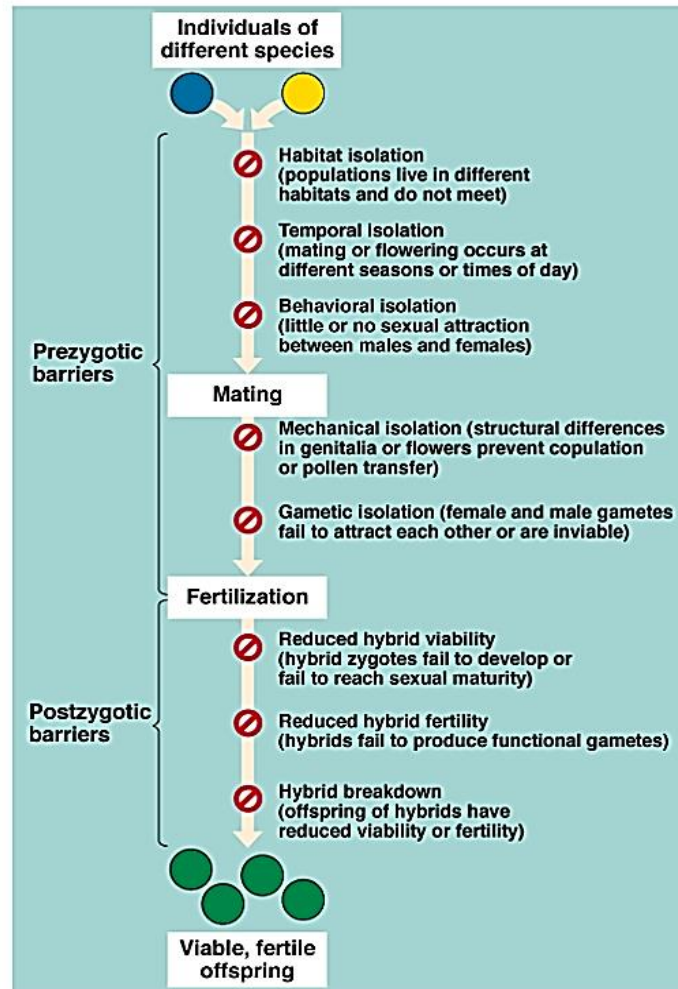 Individuals of
different species
Habitat isolation
(populations live in different
habitats and do not meet)
Temporal isolation
(mating or flowering occurs at
different seasons or times of day)
Behavioral isolation
(little or no sexual attraction
between males and females)
Prezygotic
barriers
Mating
Mechanical isolation (structural differences
in genitalia or flowers prevent copulation
or pollen transfer)
Gametic isolation (female and male gametes
fail to attract each other or are inviable)
Fertilization
Reduced hybrid viability
(hybrid zygotes fail to develop or
fail to reach sexual maturity)
Postzygotic
barriers
Reduced hybrid fertility
(hybrids fail to produce functional gametes)
Hybrid breakdown
(offspring of hybrids have
reduced viability or fertility)
Viable, fertile
offspring